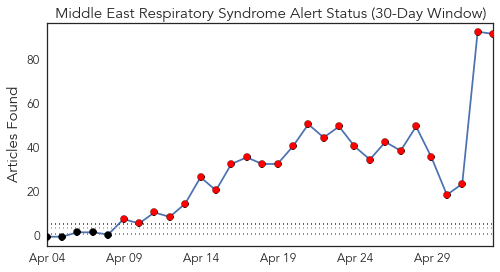 Middle East Respiratory Syndrome Alert Status (30-Day Window)
Articles Found
80
60
40
20
0
Apr 04 Apr 09 Apr 14 Apr 19 Apr 24 Apr 29